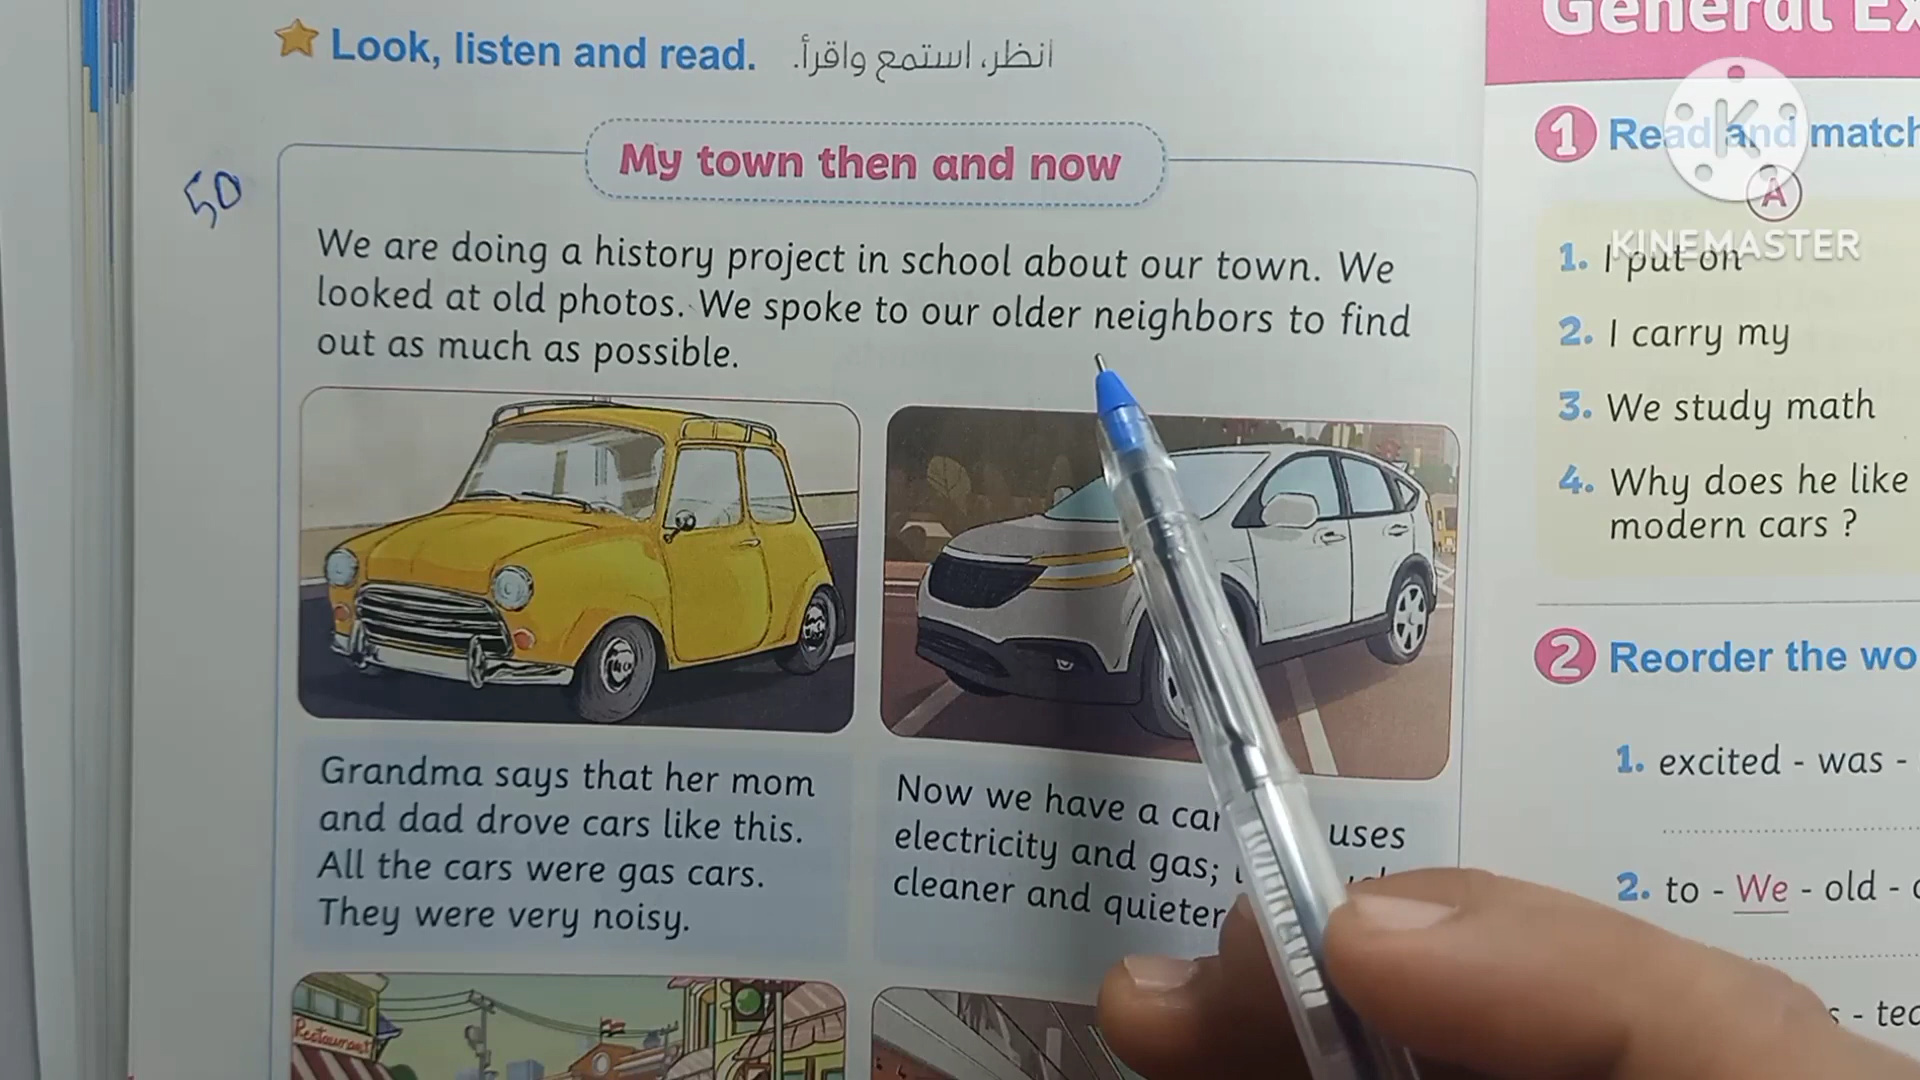 Look, listen and read. انظر، استمع واقرأ.
My town then and now
50
We are doing a history project in school about our town. We
looked at old photos. We spoke to our older neighbors to find
out as much as possible.
Grandma says that her mom
and dad drove cars like this.
All the cars were gas cars.
They were very noisy.
Now we have a car uses
electricity and gas;
cleaner and quieter
Restaurant
General Ex
1 Read and match
A
KINEMASTER
1. I put on
2. I carry my
3. We study math
4. Why does he like
modern cars ?
2 Reorder the wo
1. excited - was -
2. to - We - old -
s - tea